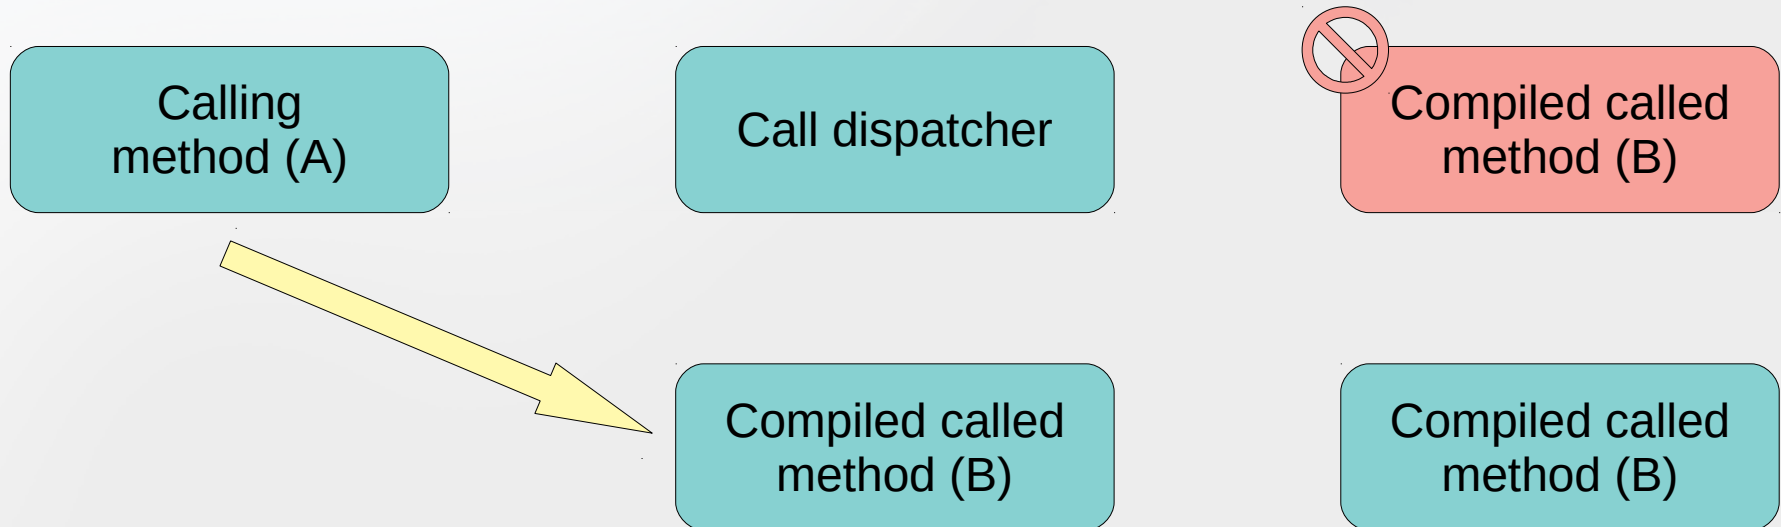 Calling
method (A)
Call dispatcher
Compiled called
method (B)
Compiled called
method (B)
Compiled called
method (B)